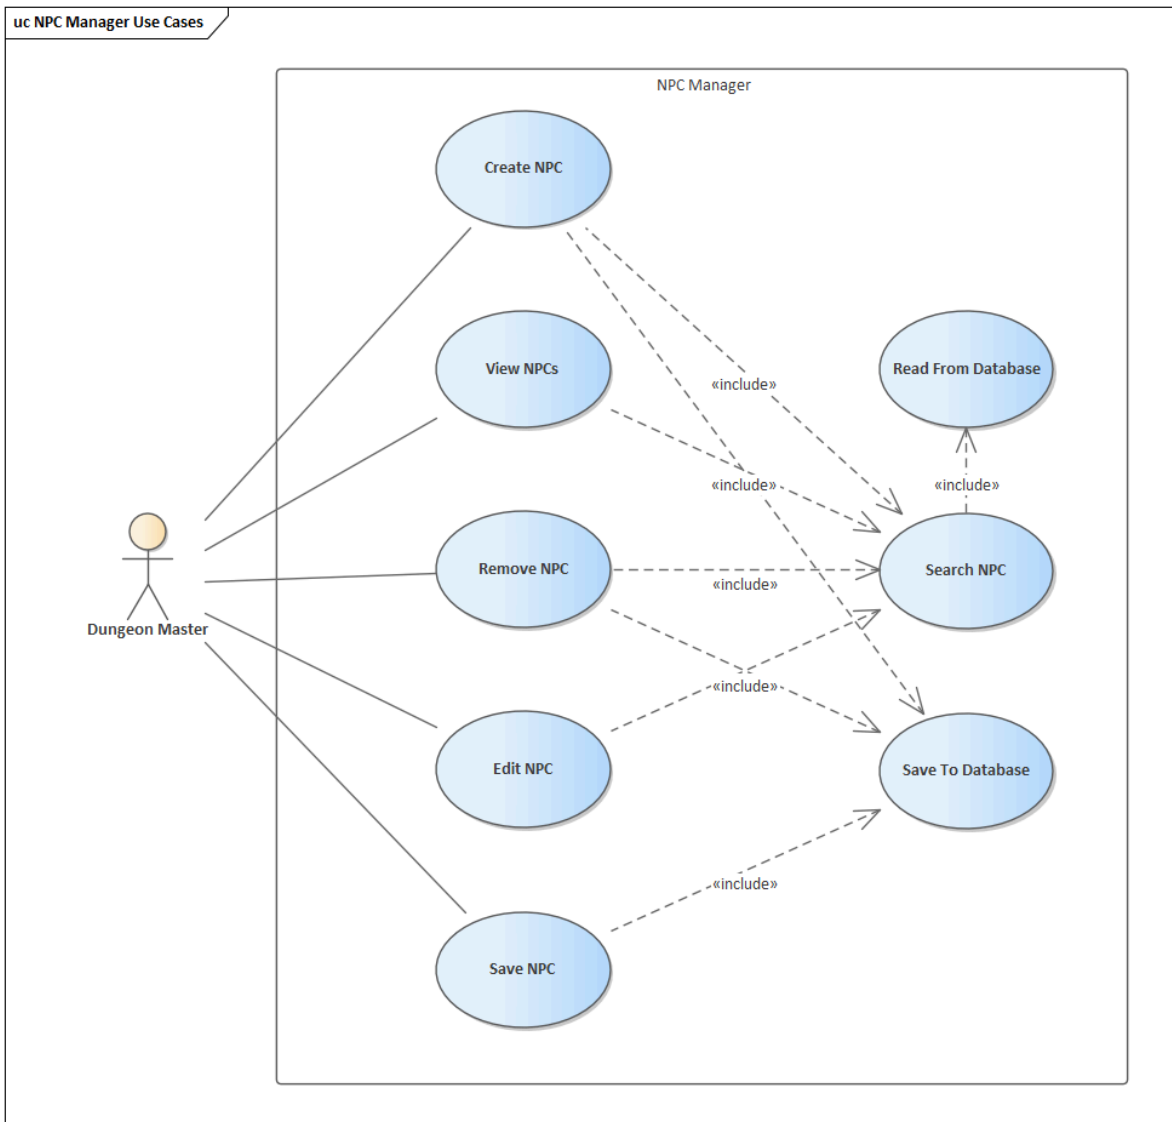 uc NPC Manager Use Cases
NPC Manager
Create NPC
View NPCs
«include»
Read From Database
«include»
«include»
Remove NPC
«include»
Search NPC
Dungeon Master
«include»
Edit NPC
Save To Database
«include»
Save NPC